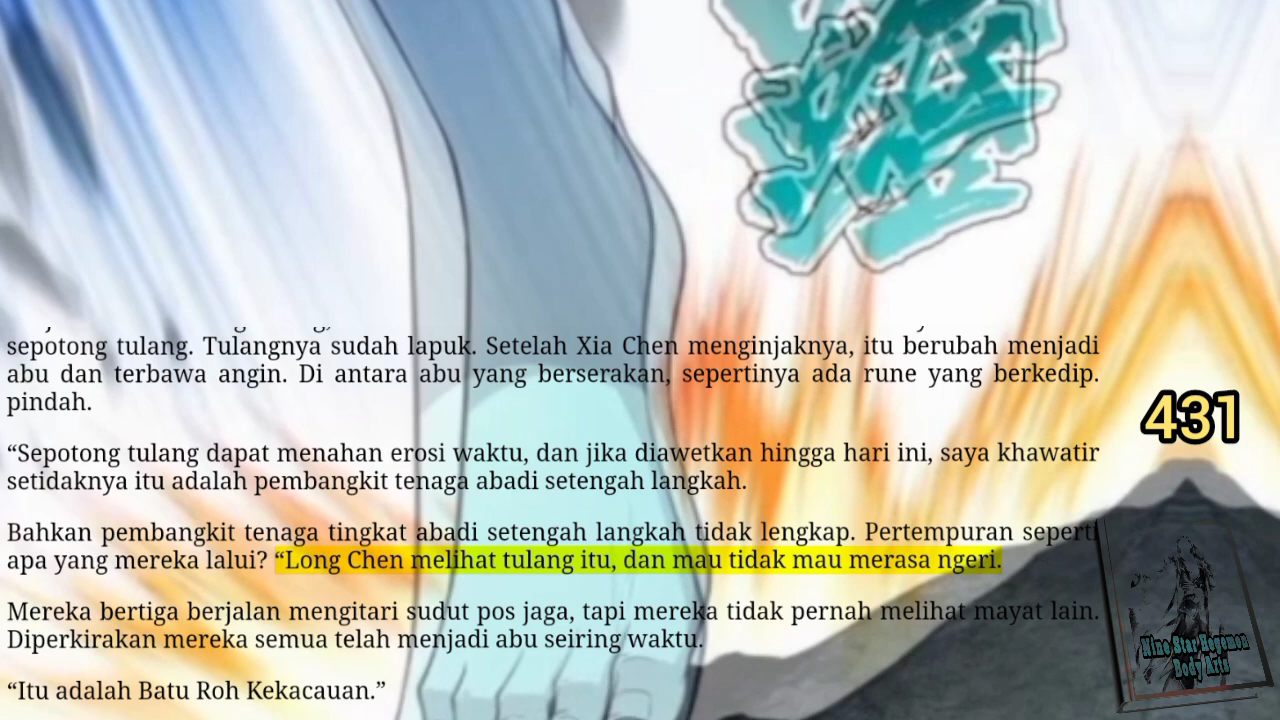 sepotong tulang. Tulangnya sudah lapuk. Setelah Xia Chen menginjaknya, itu berubah menjadi
abu dan terbawa angin. Di antara abu yang berserakan, sepertinya ada rune yang berkedip.
pindah.
“Sepotong tulang dapat menahan erosi waktu, dan jika diawetkan hingga hari ini, saya khawatir
setidaknya itu adalah pembangkit tenaga abadi setengah langkah.
Bahkan pembangkit tenaga tingkat abadi setengah langkah tidak lengkap. Pertempuran seperti
apa yang mereka lalui? “Long Chen melihat tulang itu, dan mau tidak mau merasa ngeri.
Mereka bertiga berjalan mengitari sudut pos jaga, tapi mereka tidak pernah melihat mayat lain.
Diperkirakan mereka semua telah menjadi abu seiring waktu.
“Itu adalah Batu Roh Kekacauan.”
431
Nine Star Hegemon
Body Arts